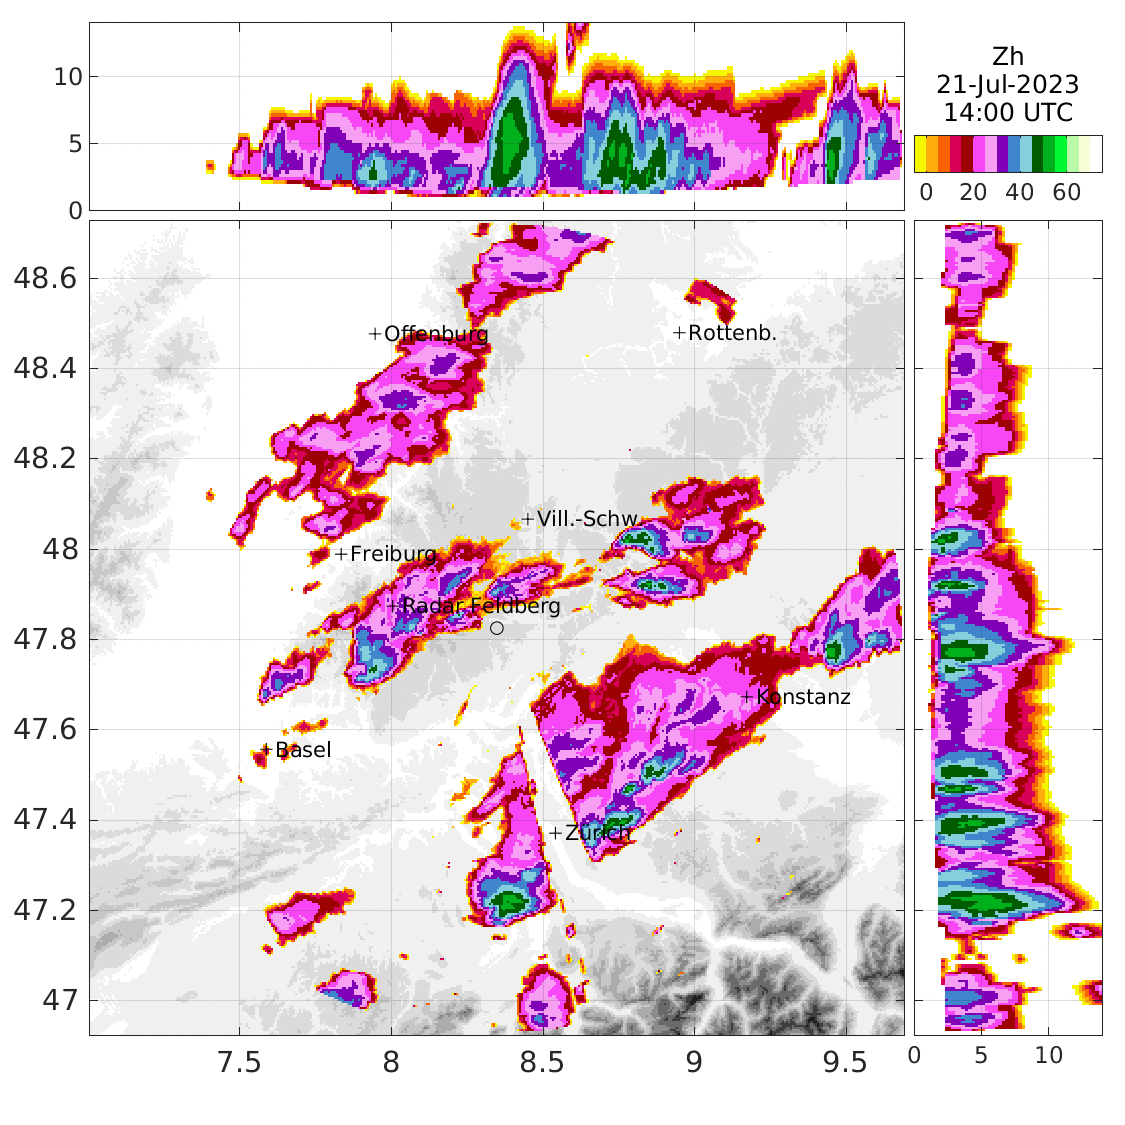 10
5
0
Zh
21-Jul-2023
14:00 UTC
0 20 40 60
48.6
48.4
48.2
48
47.8
47.6
47.4
47.2
47
+Offenburg
+Rottenb.
+Vill.-Schw.
+Freiburg
+Radar Feldberg
+Konstanz
+Basel
+Zurich
7.5 8 8.5 9 9.5
0 5 10